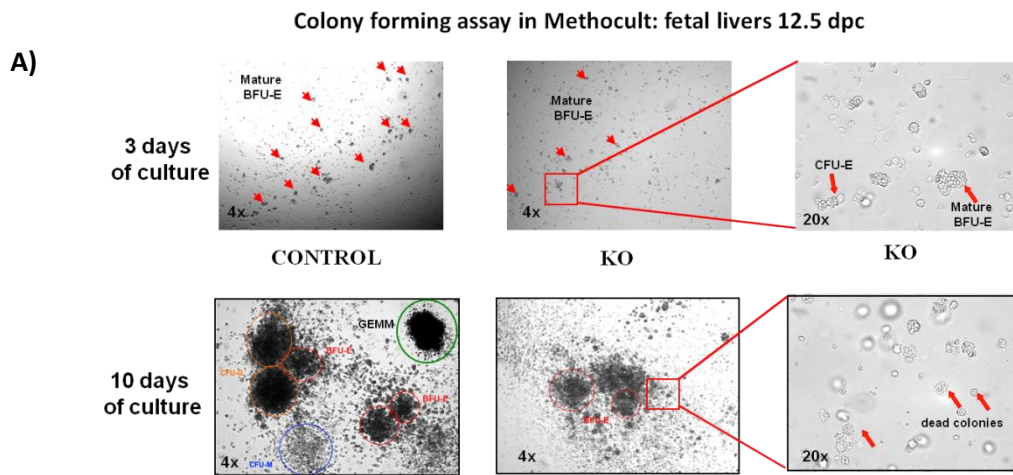 Colony forming assay in Methocult: fetal livers 12.5 dpc
A)
3 days
of culture
Mature
BFU-E
4x
Mature
BFU-E
4x
CFU-E
Mature
BFU-E
20x
CONTROL
KO
KO
10 days
of culture
GEMM
BFU-E
CFU-G
BFU-E
CFU-M
4x
BFU-E
4x
dead colonies
20x